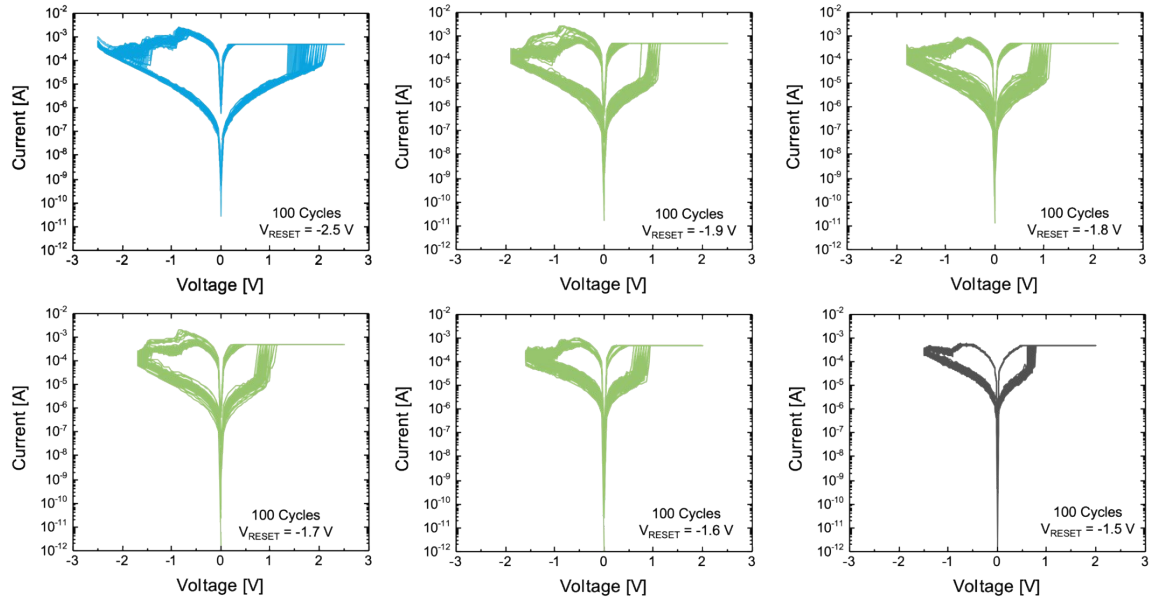 10⁻²
10⁻³
10⁻⁴
10⁻⁵
10⁻⁶
10⁻⁷
10⁻⁸
10⁻⁹
10⁻¹⁰
10⁻¹¹
10⁻¹²
Current [A]
100 Cycles
V_RESET = -2.5 V
-3 -2 -1 0 1 2 3
Voltage [V]
10⁻²
10⁻³
10⁻⁴
10⁻⁵
10⁻⁶
10⁻⁷
10⁻⁸
10⁻⁹
10⁻¹⁰
10⁻¹¹
10⁻¹²
Current [A]
100 Cycles
V_RESET = -1.9 V
-3 -2 -1 0 1 2 3
Voltage [V]
10⁻²
10⁻³
10⁻⁴
10⁻⁵
10⁻⁶
10⁻⁷
10⁻⁸
10⁻⁹
10⁻¹⁰
10⁻¹¹
10⁻¹²
Current [A]
100 Cycles
V_RESET = -1.8 V
-3 -2 -1 0 1 2 3
Voltage [V]
10⁻²
10⁻³
10⁻⁴
10⁻⁵
10⁻⁶
10⁻⁷
10⁻⁸
10⁻⁹
10⁻¹⁰
10⁻¹¹
10⁻¹²
Current [A]
100 Cycles
V_RESET = -1.7 V
-3 -2 -1 0 1 2 3
Voltage [V]
10⁻²
10⁻³
10⁻⁴
10⁻⁵
10⁻⁶
10⁻⁷
10⁻⁸
10⁻⁹
10⁻¹⁰
10⁻¹¹
10⁻¹²
Current [A]
100 Cycles
V_RESET = -1.6 V
-3 -2 -1 0 1 2 3
Voltage [V]
10⁻²
10⁻³
10⁻⁴
10⁻⁵
10⁻⁶
10⁻⁷
10⁻⁸
10⁻⁹
10⁻¹⁰
10⁻¹¹
10⁻¹²
Current [A]
100 Cycles
V_RESET = -1.5 V
-3 -2 -1 0 1 2 3
Voltage [V]